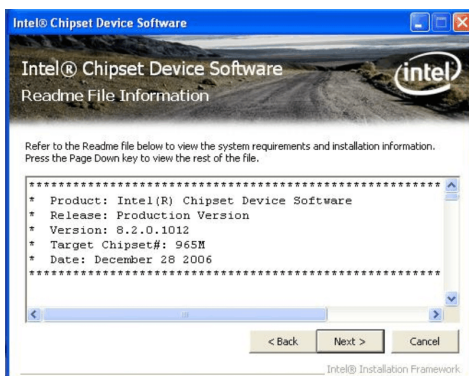 Intel® Chipset Device Software
Intel® Chipset Device Software
intel
Readme File Information
Refer to the Readme file below to view the system requirements and installation information.
Press the Page Down key to view the rest of the file.
******************************************************
* Product: Intel(R) Chipset Device Software
* Release: Production Version
* Version: 8.2.0.1012
* Target Chipset#: 965M
* Date: December 28 2006
******************************************************
< Back Next > Cancel
Intel® Installation Framework